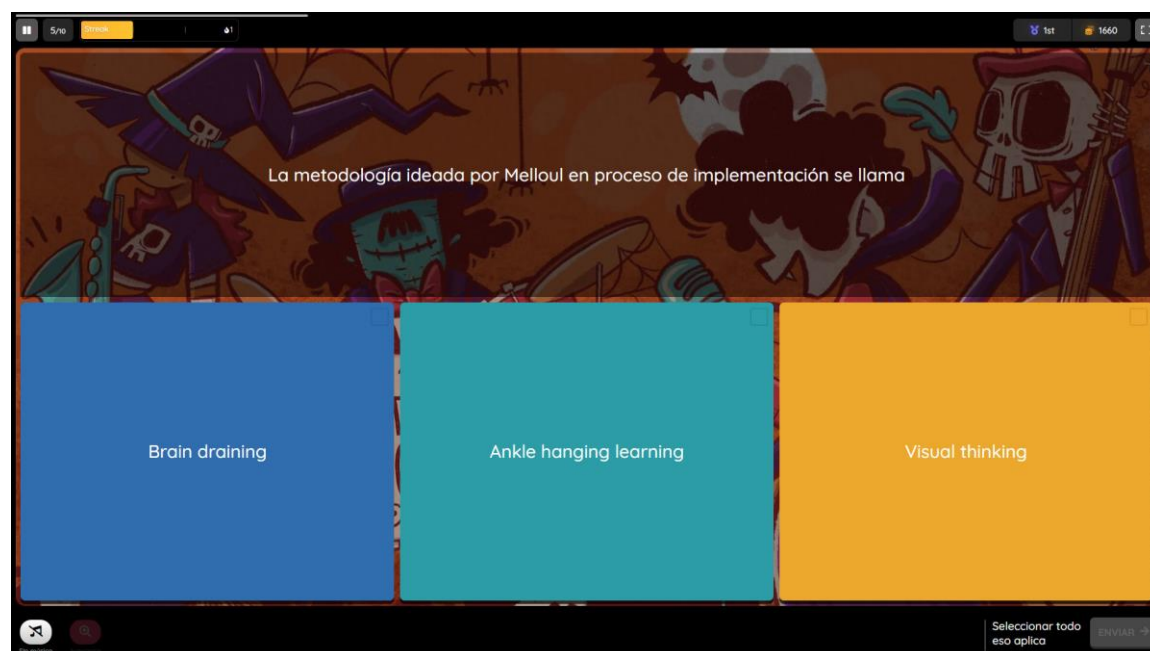 5/10
Streak
1
1st
1660
La metodología ideada por Melloul en proceso de implementación se llama
Brain draining
Ankle hanging learning
Visual thinking
Seleccionar todo
eso aplica
ENVIAR →